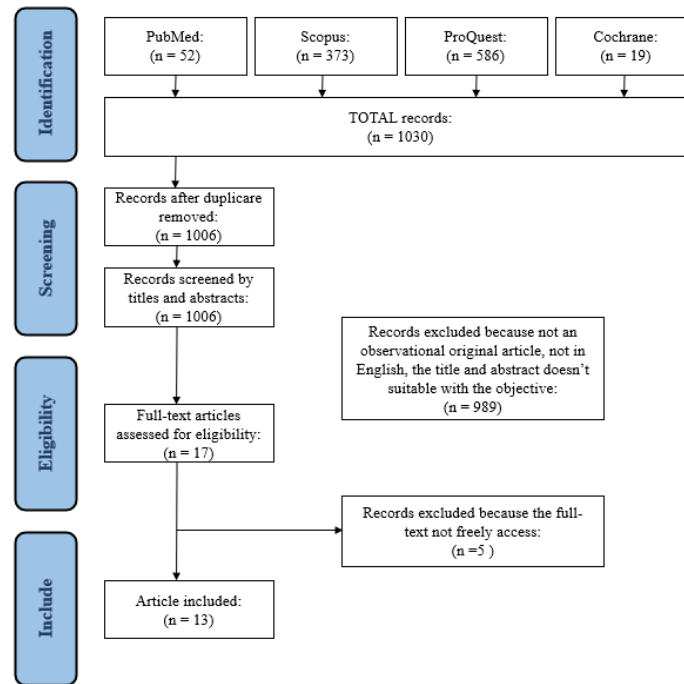 Identification
PubMed:
(n = 52)
Scopus:
(n = 373)
ProQuest:
(n = 586)
Cochrane:
(n = 19)
TOTAL records:
(n = 1030)
Screening
Records after duplicare
removed:
(n = 1006)
Records screened by
titles and abstracts:
(n = 1006)
Records excluded because not an
observational original article, not in
English, the title and abstract doesn't
suitable with the objective:
(n = 989)
Eligibility
Full-text articles
assessed for eligibility:
(n = 17)
Records excluded because the full-
text not freely access:
(n =5 )
Include
Article included:
(n = 13)